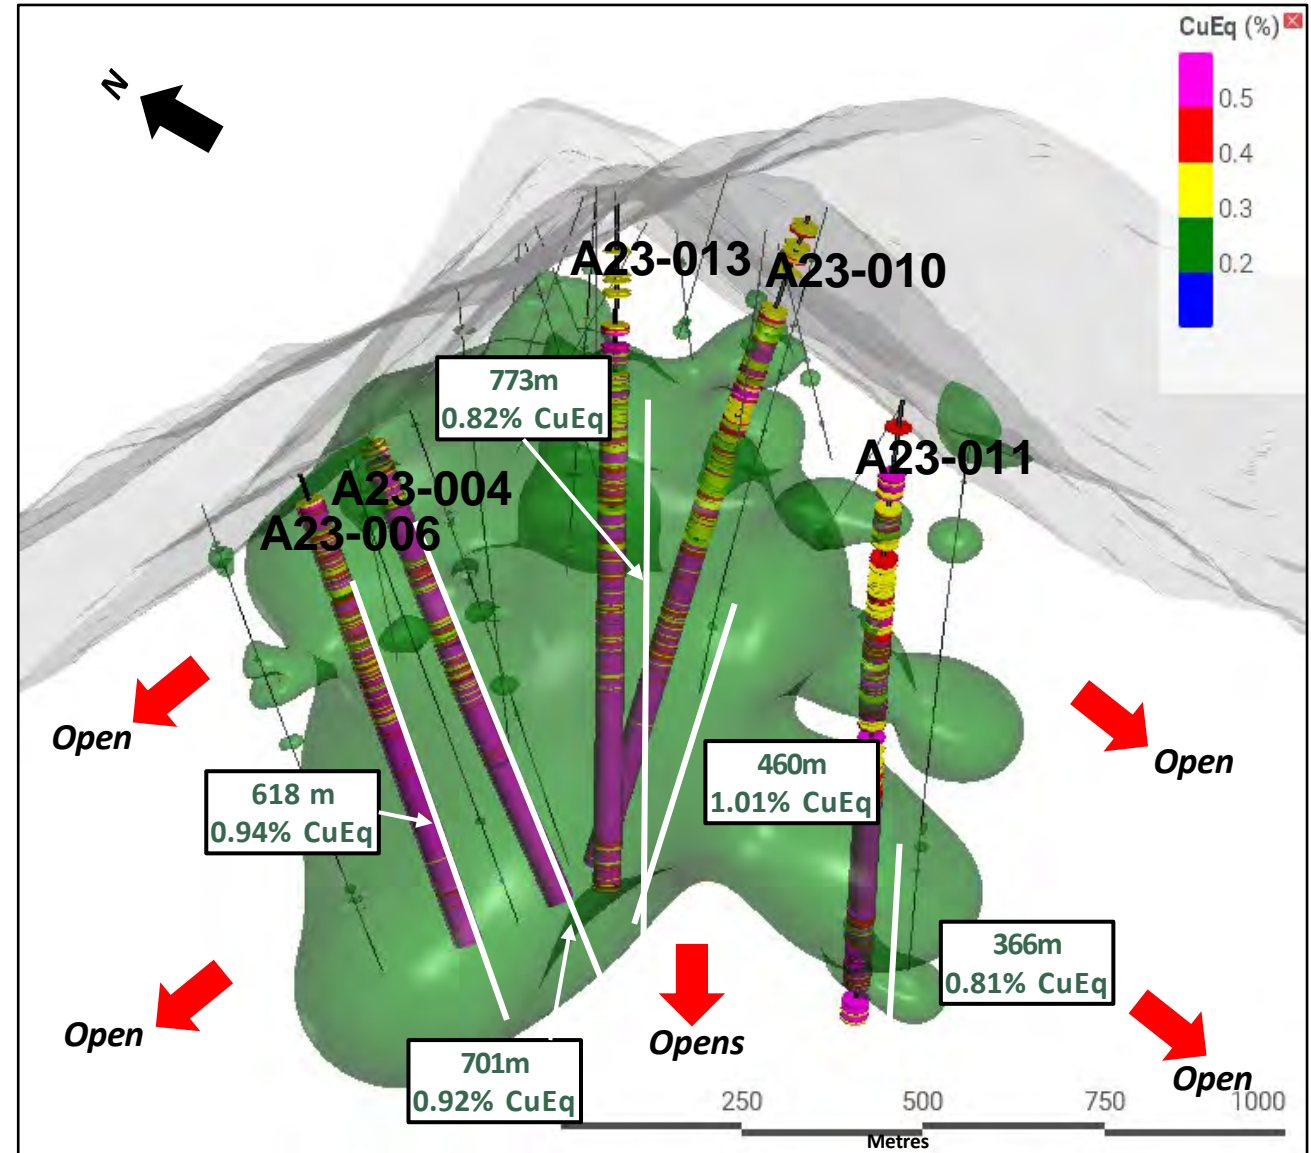 CuEq (%)
0.5
0.4
0.3
0.2
N
A23-013
A23-010
773m
0.82% CuEq
A23-011
A23-004
A23-006
Open
Open
618 m
0.94% CuEq
460m
1.01% CuEq
366m
0.81% CuEq
Open
Opens
701m
0.92% CuEq
Open
250
500
750
1000
Metres